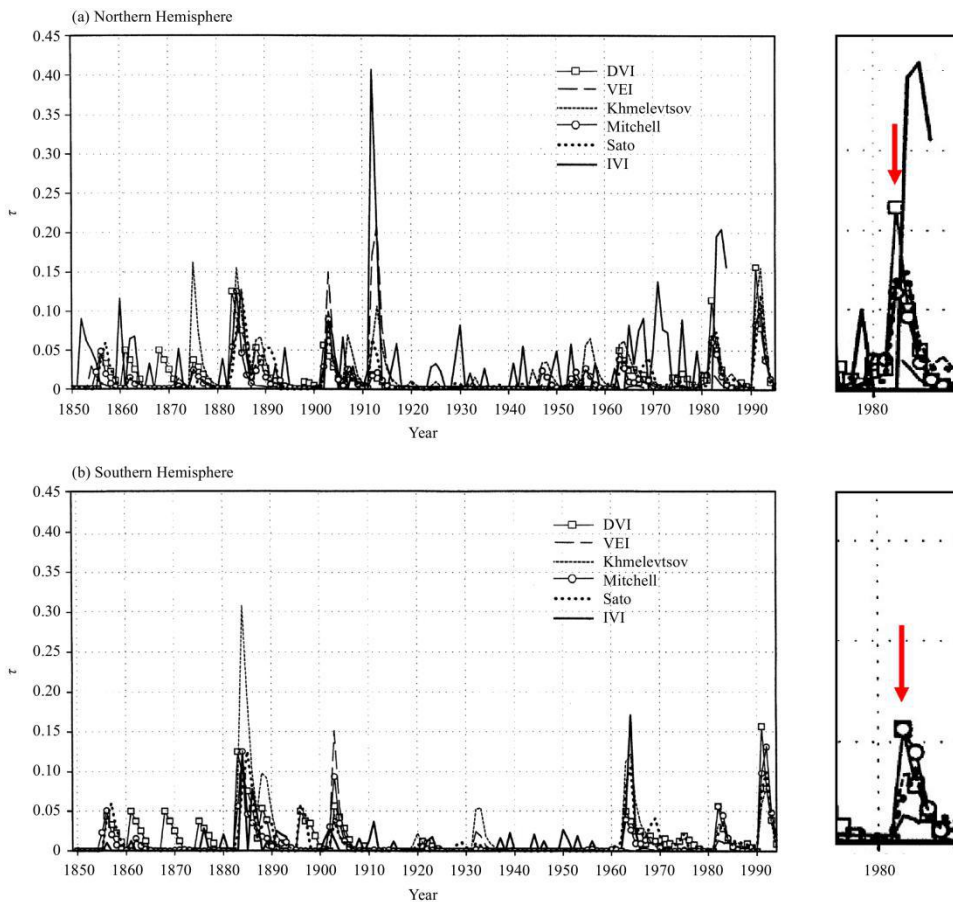 (a) Northern Hemisphere
0.45
0.40
0.35
0.30
0.25
0.20
0.15
0.10
0.05
0
τ
DVI
VEI
Khmelevtsov
Mitchell
Sato
IVI
1850 1860 1870 1880 1890 1900 1910 1920 1930 1940 1950 1960 1970 1980 1990
Year
1980
(b) Southern Hemisphere
0.45
0.40
0.35
0.30
0.25
0.20
0.15
0.10
0.05
0
τ
DVI
VEI
Khmelevtsov
Mitchell
Sato
IVI
1850 1860 1870 1880 1890 1900 1910 1920 1930 1940 1950 1960 1970 1980 1990
Year
1980